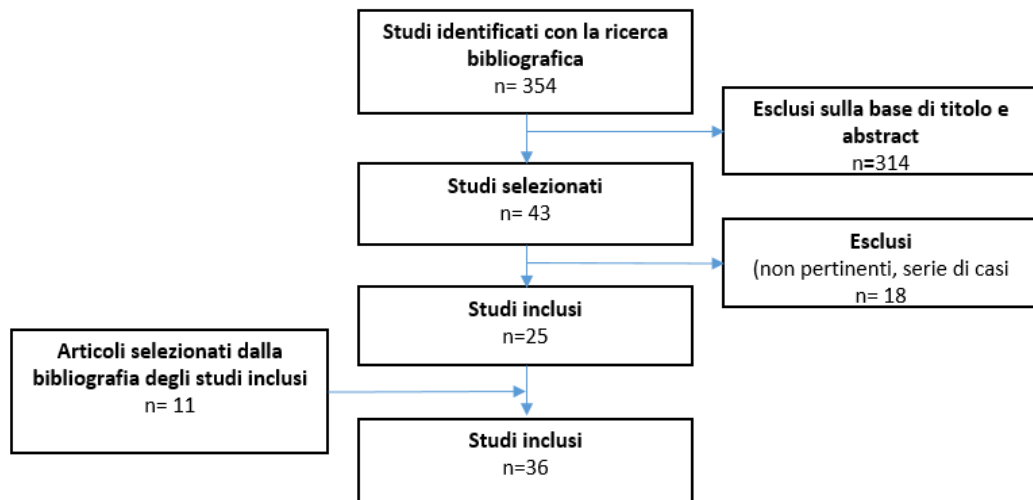 Studi identificati con la ricerca
bibliografica
n= 354
Esclusi sulla base di titolo e
abstract
n=314
Studi selezionati
n= 43
Esclusi
(non pertinenti, serie di casi
n= 18
Studi inclusi
n=25
Articoli selezionati dalla
bibliografia degli studi inclusi
n= 11
Studi inclusi
n=36